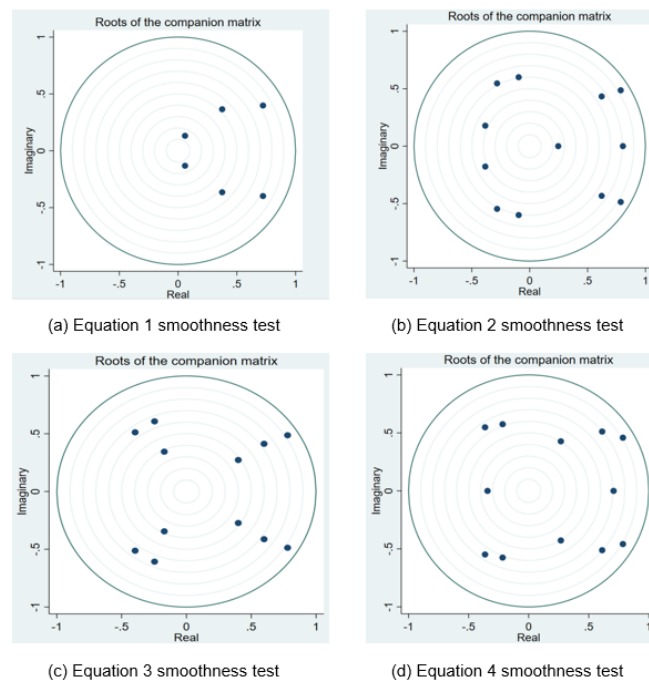 Roots of the companion matrix
1
.5
0
-.5
-1
Imaginary
-1 -.5 0 .5 1
Real
(a) Equation 1 smoothness test
Roots of the companion matrix
1
.5
0
-.5
-1
Imaginary
-1 -.5 0 .5 1
Real
(b) Equation 2 smoothness test
Roots of the companion matrix
1
.5
0
-.5
-1
Imaginary
-1 -.5 0 .5 1
Real
(c) Equation 3 smoothness test
Roots of the companion matrix
1
.5
0
-.5
-1
Imaginary
-1 -.5 0 .5 1
Real
(d) Equation 4 smoothness test